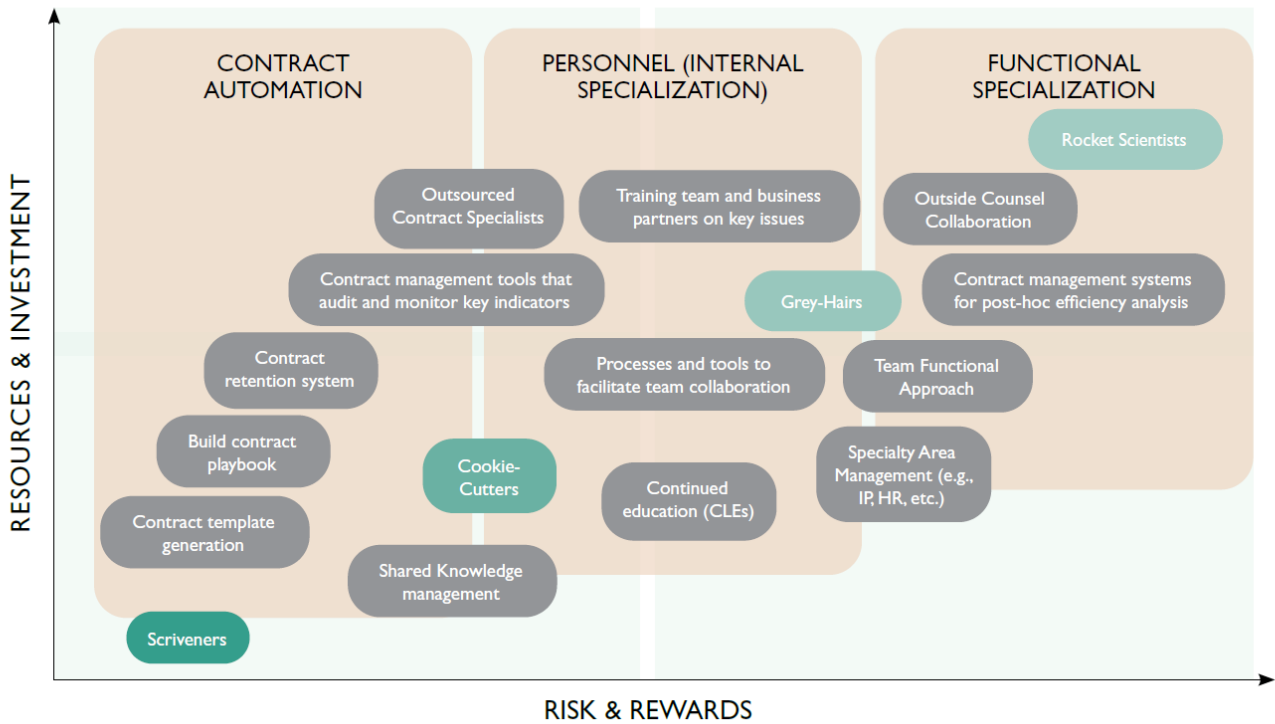 CONTRACT
AUTOMATION
PERSONNEL (INTERNAL
SPECIALIZATION)
FUNCTIONAL
SPECIALIZATION
Rocket Scientists
Outsourced
Contract Specialists
Training team and business
partners on key issues
Outside Counsel
Collaboration
Contract management tools that
audit and monitor key indicators
Grey-Hairs
Contract management systems
for post-hoc efficiency analysis
Contract
retention system
Processes and tools to
facilitate team collaboration
Team Functional
Approach
Build contract
playbook
Cookie-
Cutters
Continued
education (CLEs)
Specialty Area
Management (e.g.,
IP, HR, etc.)
Contract template
generation
Shared Knowledge
management
Scriveners
RESOURCES & INVESTMENT
RISK & REWARDS